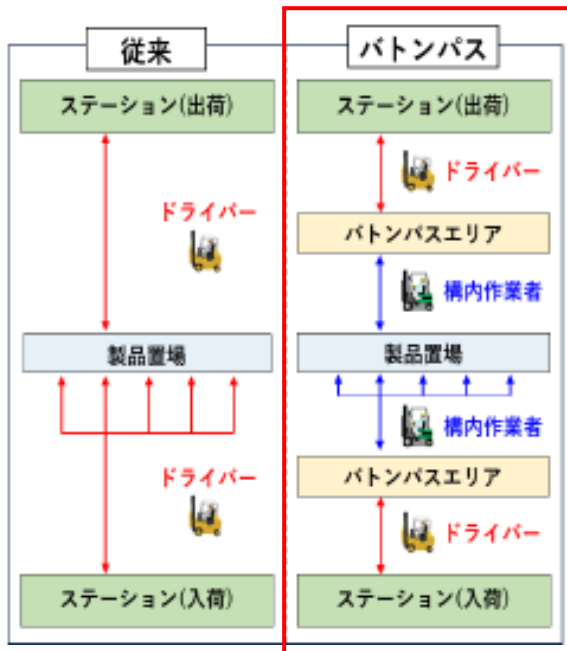 従来
ステーション(出荷)
ドライバー
製品置場
ドライバー
ステーション(入荷)
バトンパス
ステーション(出荷)
ドライバー
バトンパスエリア
構内作業者
製品置場
構内作業者
バトンパスエリア
ドライバー
ステーション(入荷)